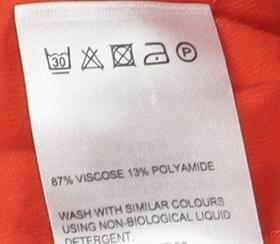 30 P
87% VISCOSE 13% POLYAMIDE
WASH WITH SIMILAR COLOURS
USING NON-BIOLOGICAL LIQUID
DETERGENT.